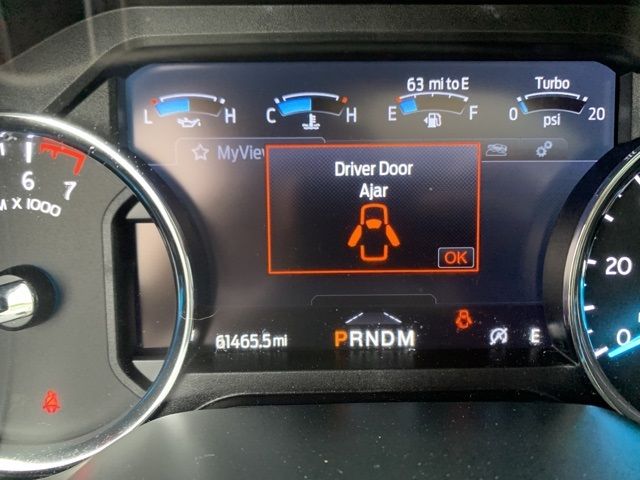 63 mi to E
Turbo
L H
C H
E F
0 20
psi
MyView
Driver Door
Ajar
OK
6 7
M X 1000
20
0
61465.5 mi
PRNDM
E